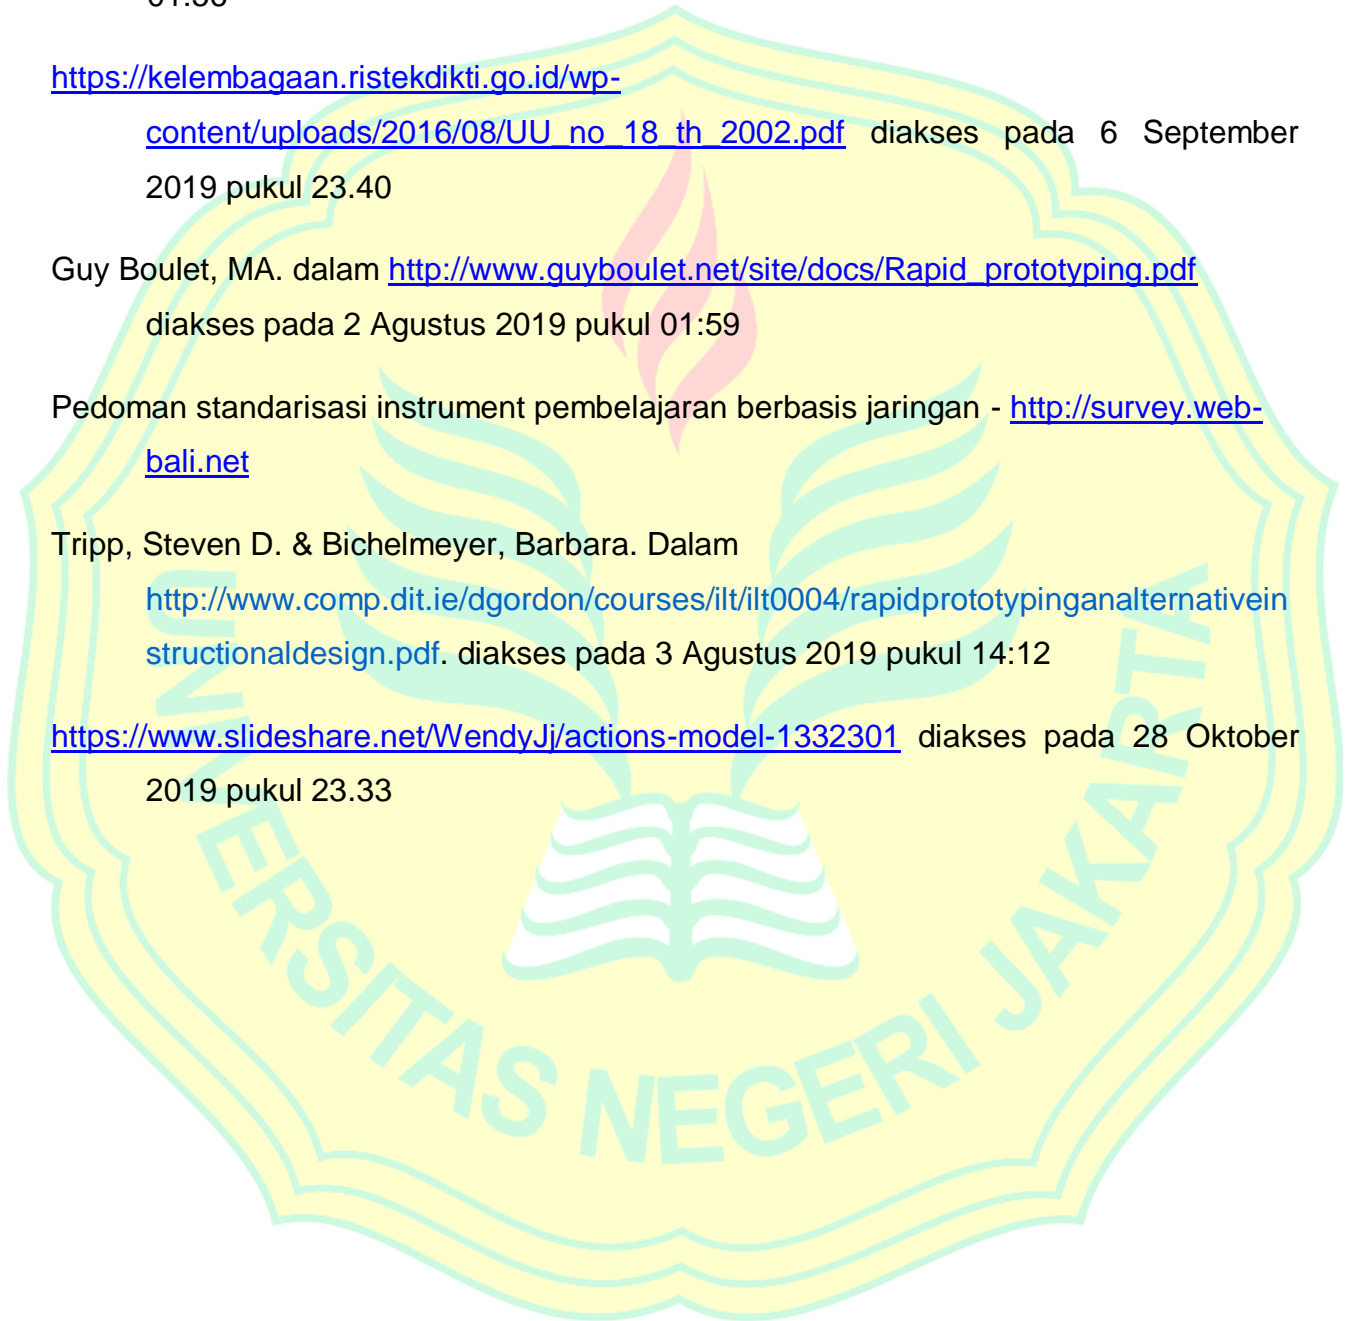 https://kelembagaan.ristekdikti.go.id/wp-
content/uploads/2016/08/UU_no_18_th_2002.pdf diakses pada 6 September
2019 pukul 23.40
Guy Boulet, MA. dalam http://www.guyboulet.net/site/docs/Rapid_prototyping.pdf
diakses pada 2 Agustus 2019 pukul 01:59
Pedoman standarisasi instrument pembelajaran berbasis jaringan - http://survey.web-
bali.net
Tripp, Steven D. & Bichelmeyer, Barbara. Dalam
http://www.comp.dit.ie/dgordon/courses/ilt/ilt0004/rapidprototypinganalternativein
structionaldesign.pdf. diakses pada 3 Agustus 2019 pukul 14:12
https://www.slideshare.net/WendyJj/actions-model-1332301 diakses pada 28 Oktober
2019 pukul 23.33
UNIVERSITAS NEGERI JAKARTA